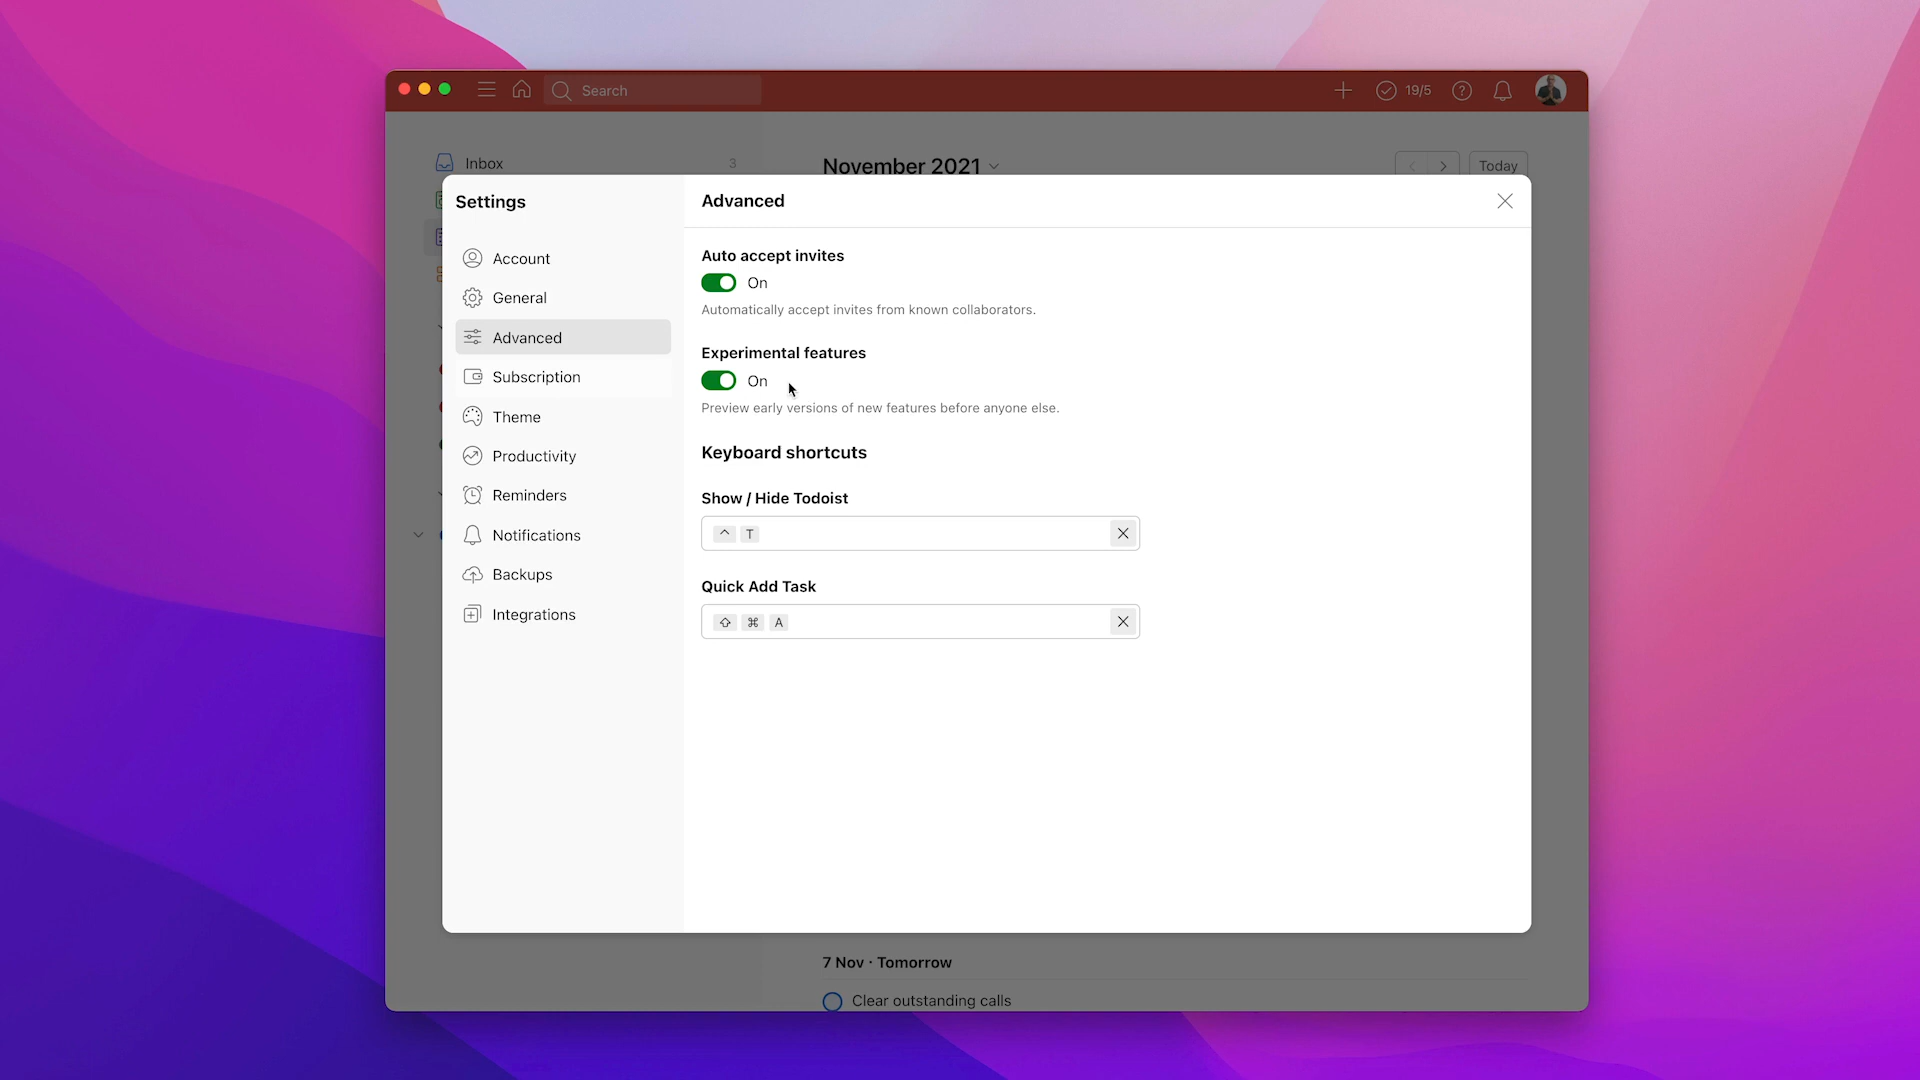 Search
19/5
Inbox
3
November 2021
Today
Settings
Account
General
Advanced
Subscription
Theme
Productivity
Reminders
Notifications
Backups
Integrations
Advanced
Auto accept invites
On
Automatically accept invites from known collaborators.
Experimental features
On
Preview early versions of new features before anyone else.
Keyboard shortcuts
Show / Hide Todoist
^ T
Quick Add Task
⇧ ⌘ A
7 Nov · Tomorrow
Clear outstanding calls